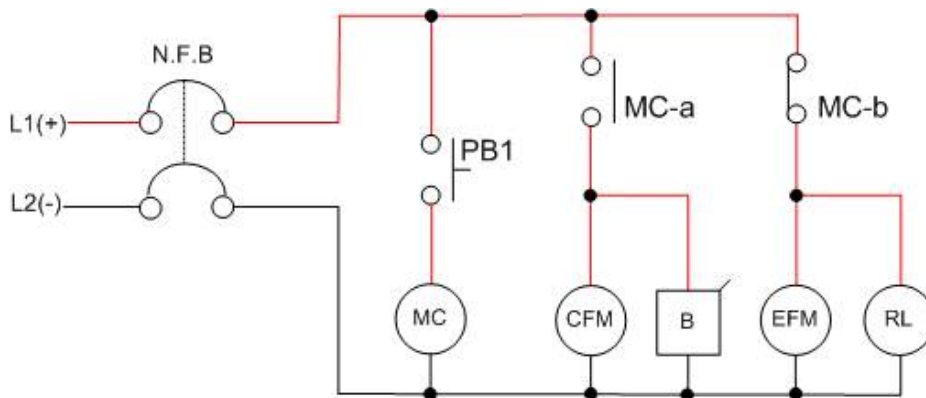 N.F.B
L1(+)
L2(-)
PB1
MC-a
MC-b
MC
CFM
B
EFM
RL